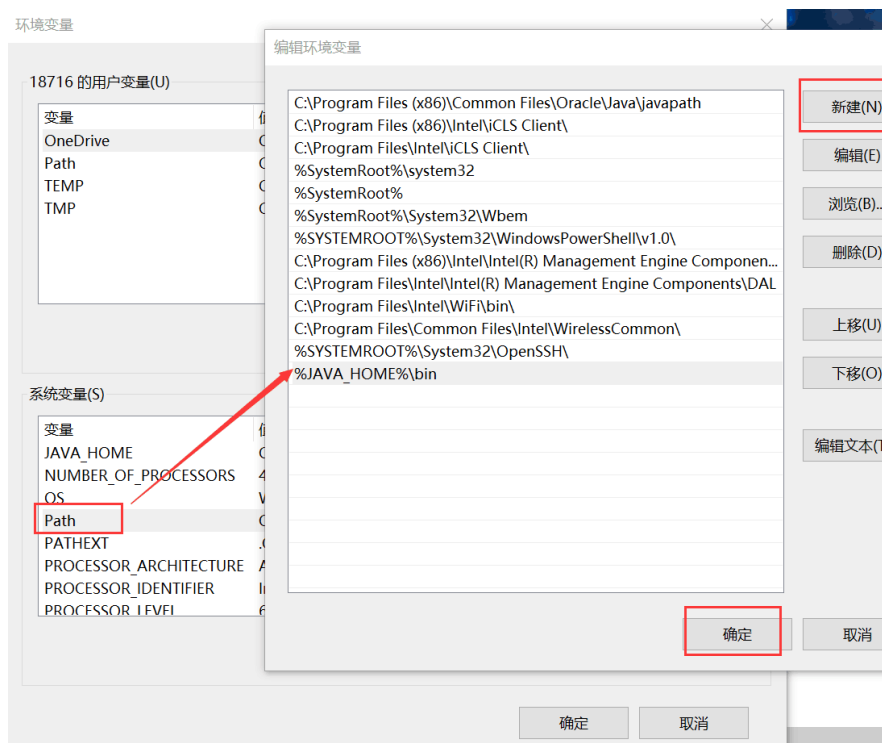 环境变量
编辑环境变量
18716 的用户变量(U)
变量
OneDrive
Path
TEMP
TMP
系统变量(S)
变量
JAVA_HOME
NUMBER_OF_PROCESSORS 4
OS
Path
PATHEXT
PROCESSOR_ARCHITECTURE
PROCESSOR_IDENTIFIER
PROCESSOR_LEVEL 6
确定
取消
C:\Program Files (x86)\Common Files\Oracle\Java\javapath
C:\Program Files (x86)\Intel\iCLS Client\
C:\Program Files\Intel\iCLS Client\
%SystemRoot%\system32
%SystemRoot%
%SystemRoot%\System32\Wbem
%SYSTEMROOT%\System32\WindowsPowerShell\v1.0\
C:\Program Files (x86)\Intel\Intel(R) Management Engine Componen...
C:\Program Files\Intel\Intel(R) Management Engine Components\DAL
C:\Program Files\Intel\WiFi\bin\
C:\Program Files\Common Files\Intel\WirelessCommon\
%SYSTEMROOT%\System32\OpenSSH\
%JAVA_HOME%\bin
新建(N)
编辑(E)
浏览(B)..
删除(D)
上移(U)
下移(O)
编辑文本(T
确定
取消